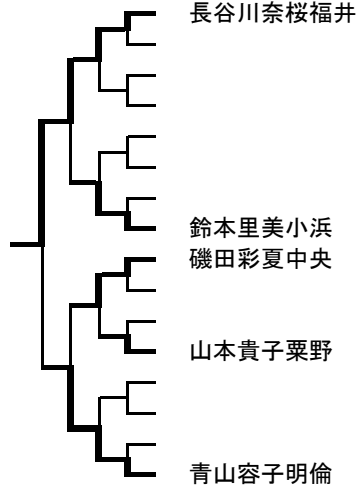 長谷川奈桜福井
鈴本里美小浜
磯田彩夏中央
山本貴子粟野
青山容子明倫